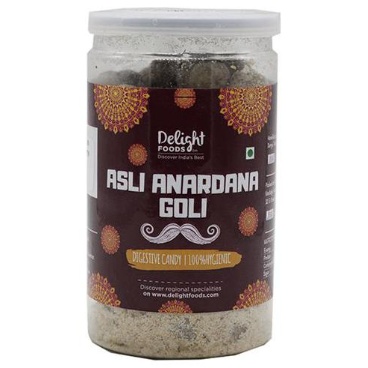 Delight
FOODS
Discover India's Best
ASLI ANARDANA
GOLI
DIGESTIVE CANDY | 100% HYGIENIC
Discover regional specialities
on www.delightfoods.com